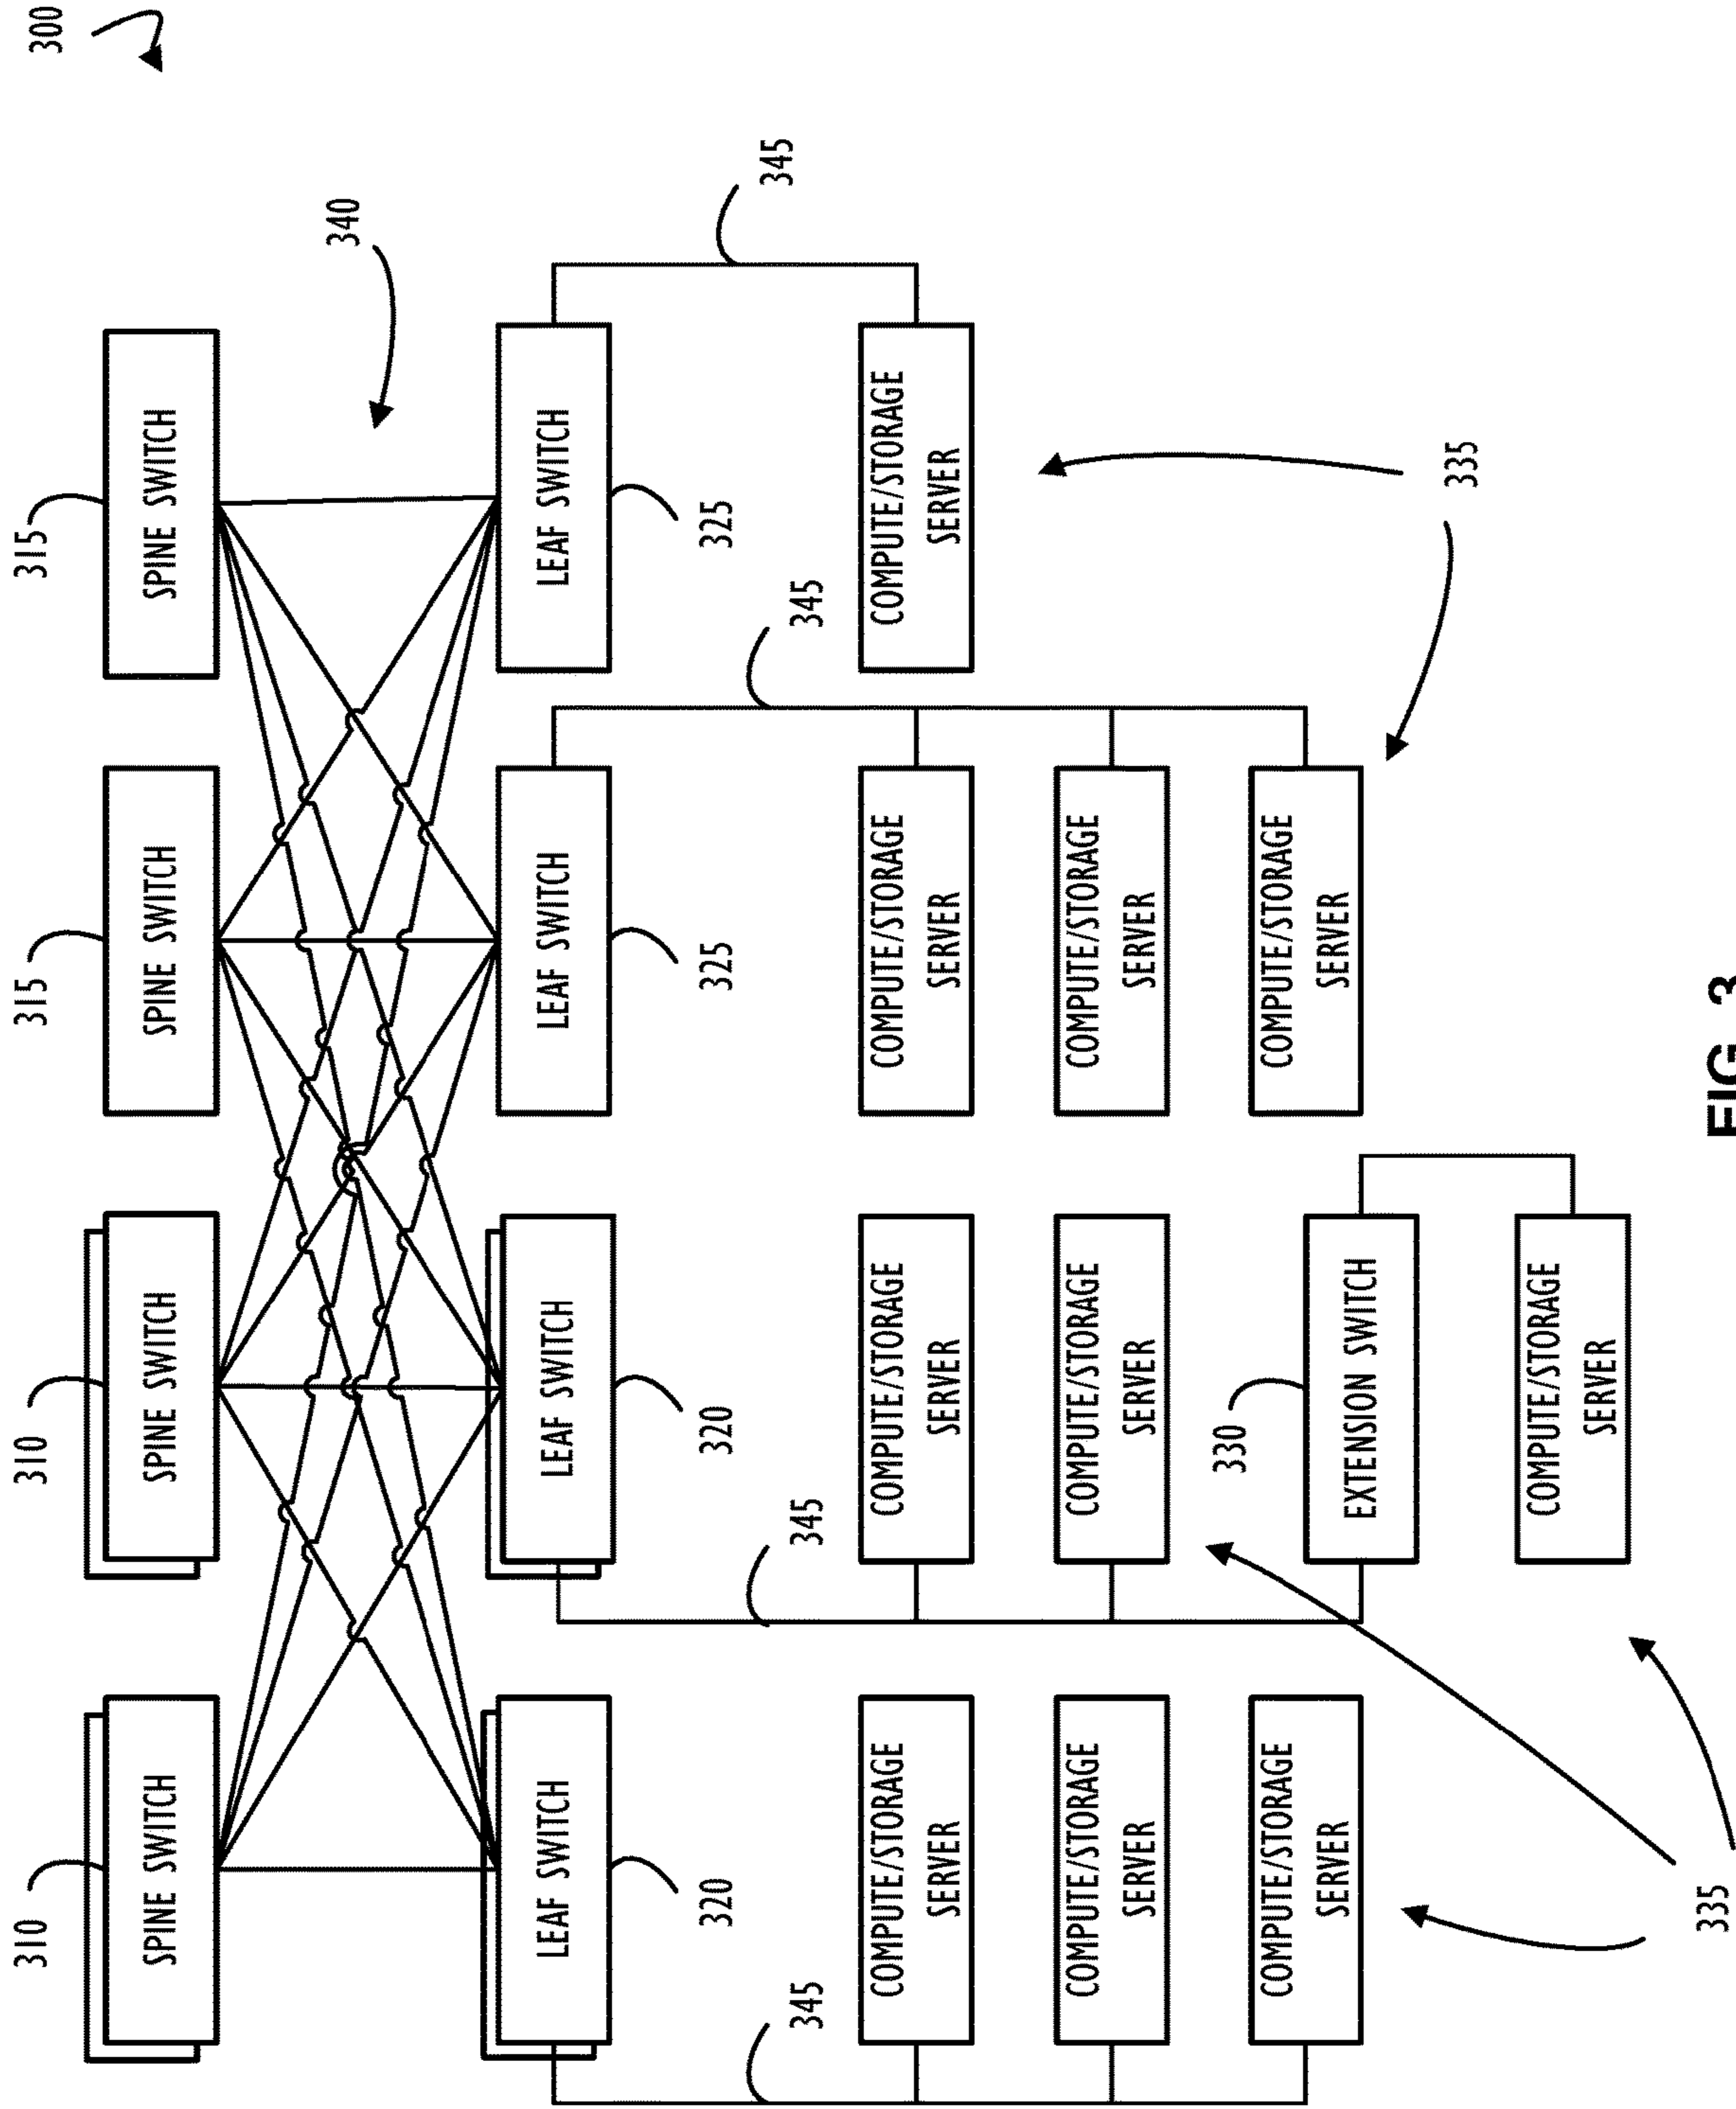 300
310
310
315
315
SPINE SWITCH
SPINE SWITCH
SPINE SWITCH
SPINE SWITCH
340
LEAF SWITCH
LEAF SWITCH
LEAF SWITCH
LEAF SWITCH
320
320
325
325
345
345
345
345
COMPUTE/STORAGE
SERVER
COMPUTE/STORAGE
SERVER
COMPUTE/STORAGE
SERVER
COMPUTE/STORAGE
SERVER
COMPUTE/STORAGE
SERVER
COMPUTE/STORAGE
SERVER
COMPUTE/STORAGE
SERVER
330
COMPUTE/STORAGE
SERVER
EXTENSION SWITCH
COMPUTE/STORAGE
SERVER
335
COMPUTE/STORAGE
SERVER
335
FIG. 3